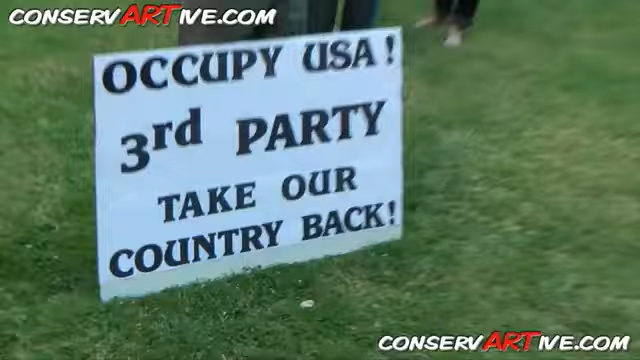 CONSERVARTIVE.COM
OCCUPY USA!
3rd PARTY
TAKE OUR
COUNTRY BACK!
CONSERVARTIVE.COM